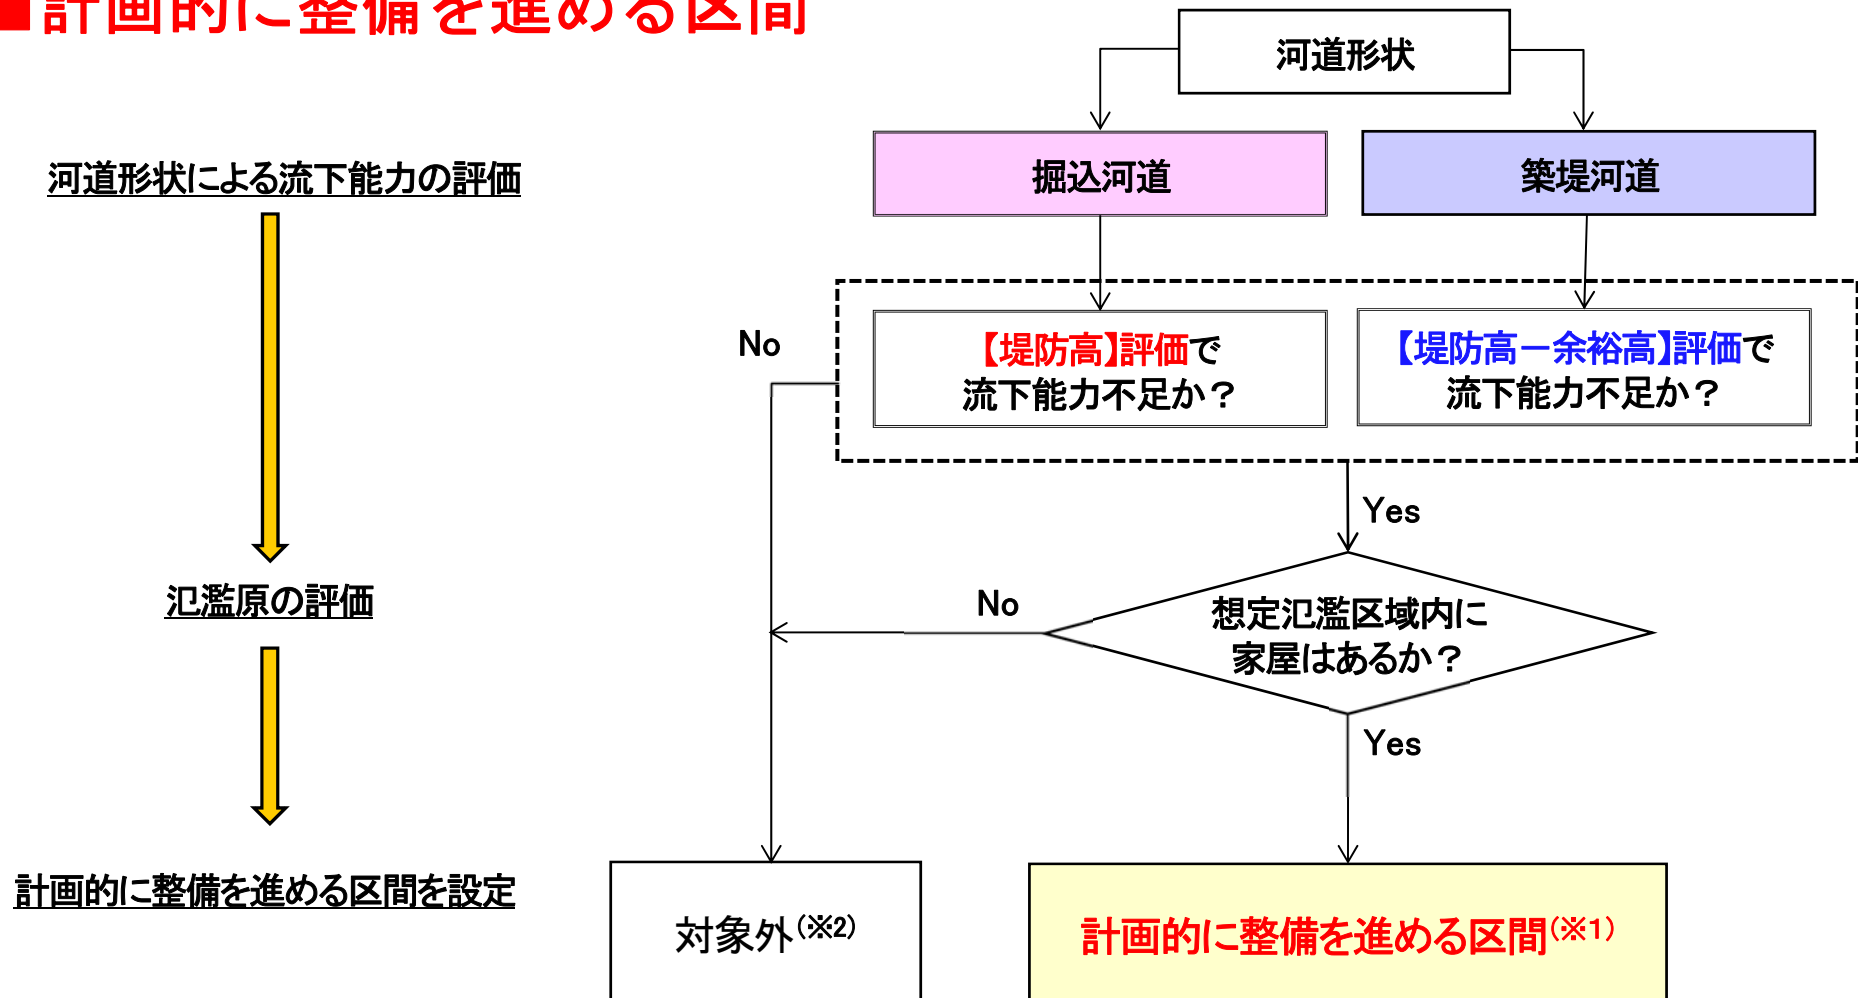 ■計画的に整備を進める区間
河道形状
河道形状による流下能力の評価
掘込河道
築堤河道
No
【堤防高】評価で
流下能力不足か？
【堤防高－余裕高】評価で
流下能力不足か？
Yes
氾濫原の評価
No
想定氾濫区域内に
家屋はあるか？
Yes
計画的に整備を進める区間を設定
対象外(※2)
計画的に整備を進める区間(※1)